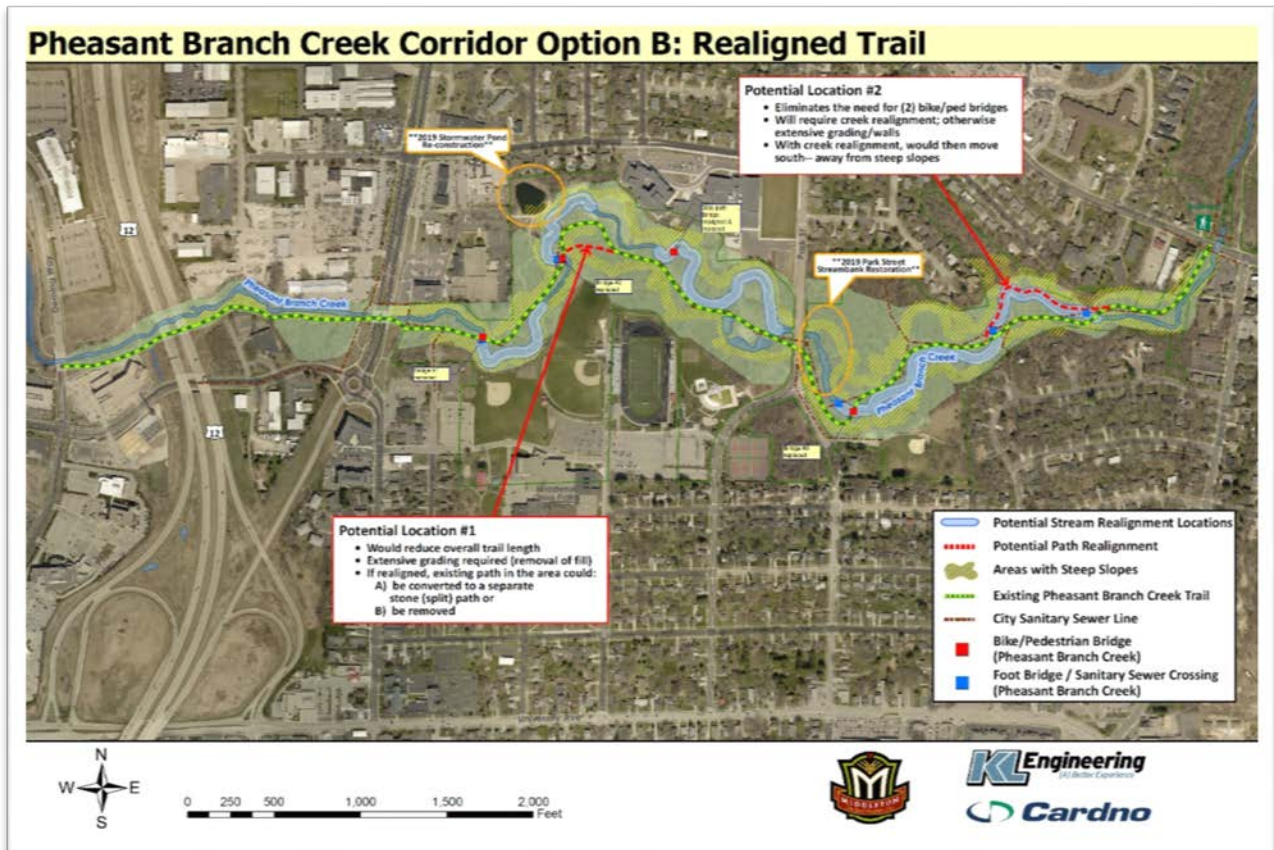 Pheasant Branch Creek Corridor Option B: Realigned Trail
Potential Location #2
• Eliminates the need for (2) bike/ped bridges
• Will require creek realignment; otherwise
extensive grading/walls
• With creek realignment, would then move
south-- away from steep slopes
**2019 Stormwater Pond
Re-construction**
12
Deming Way
Pheasant Branch Creek
Park St
**2019 Park Street
Streambank Restoration**
Pheasant Branch Creek
12
Potential Location #1
• Would reduce overall trail length
• Extensive grading required (removal of fill)
• If realigned, existing path in the area could:
A) be converted to a separate
stone (split) path or
B) be removed
Potential Stream Realignment Locations
Potential Path Realignment
Areas with Steep Slopes
Existing Pheasant Branch Creek Trail
City Sanitary Sewer Line
Bike/Pedestrian Bridge
(Pheasant Branch Creek)
Foot Bridge / Sanitary Sewer Crossing
(Pheasant Branch Creek)
University Ave
N
W E
S
0 250 500 1,000 1,500 2,000
Feet
M
MIDDLETON
KL Engineering
(A) Better Experience
Cardno